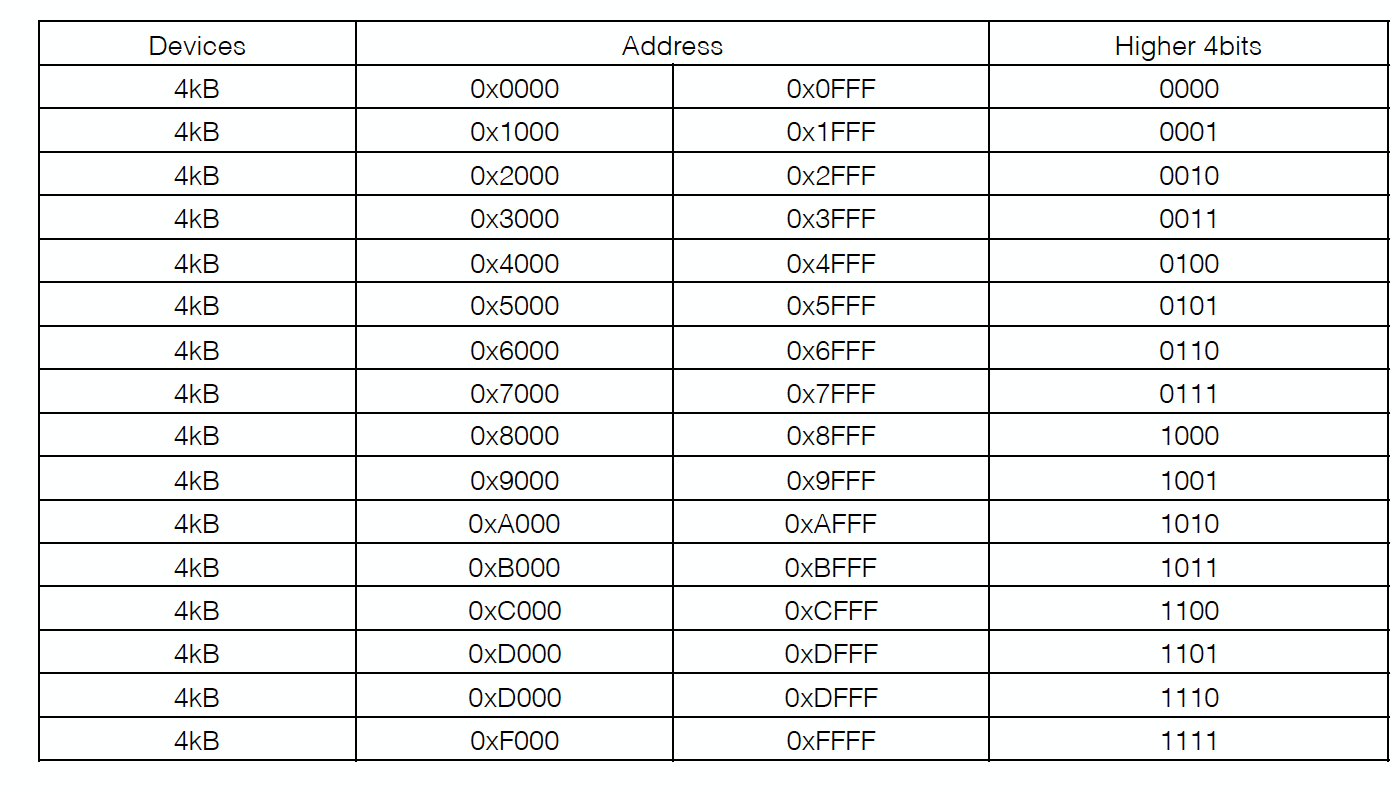 Devices Address Higher 4bits
4kB 0x0000 0x0FFF 0000
4kB 0x1000 0x1FFF 0001
4kB 0x2000 0x2FFF 0010
4kB 0x3000 0x3FFF 0011
4kB 0x4000 0x4FFF 0100
4kB 0x5000 0x5FFF 0101
4kB 0x6000 0x6FFF 0110
4kB 0x7000 0x7FFF 0111
4kB 0x8000 0x8FFF 1000
4kB 0x9000 0x9FFF 1001
4kB 0xA000 0xAFFF 1010
4kB 0xB000 0xBFFF 1011
4kB 0xC000 0xCFFF 1100
4kB 0xD000 0xDFFF 1101
4kB 0xD000 0xDFFF 1110
4kB 0xF000 0xFFFF 1111